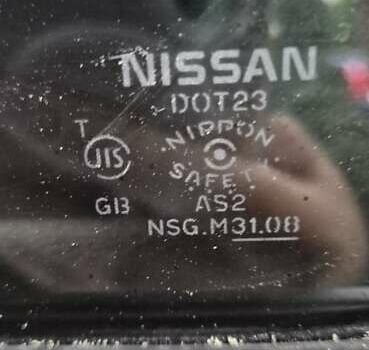 NISSAN
DOT23
T
NIPPON
JIS
SAFETY
GB AS2
NSG.M31.08